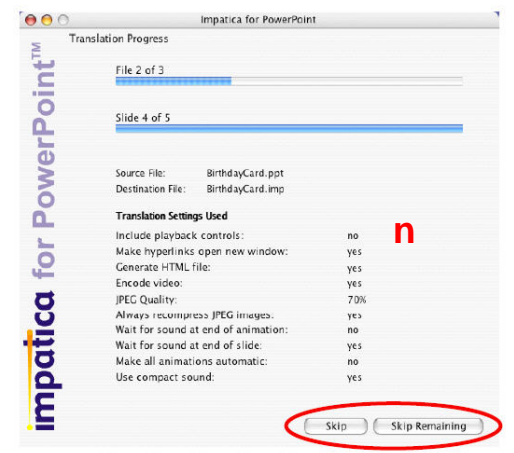 Impatica for PowerPoint
Translation Progress
File 2 of 3
Slide 4 of 5
Source File: BirthdayCard.ppt
Destination File: BirthdayCard.imp
Translation Settings Used
Include playback controls: no
Make hyperlinks open new window: yes
Generate HTML file: yes
Encode video: yes
JPEG Quality: 70%
Always recompress JPEG images: yes
Wait for sound at end of animation: no
Wait for sound at end of slide: yes
Make all animations automatic: no
Use compact sound: yes
n
Skip Skip Remaining
impatica for PowerPoint™